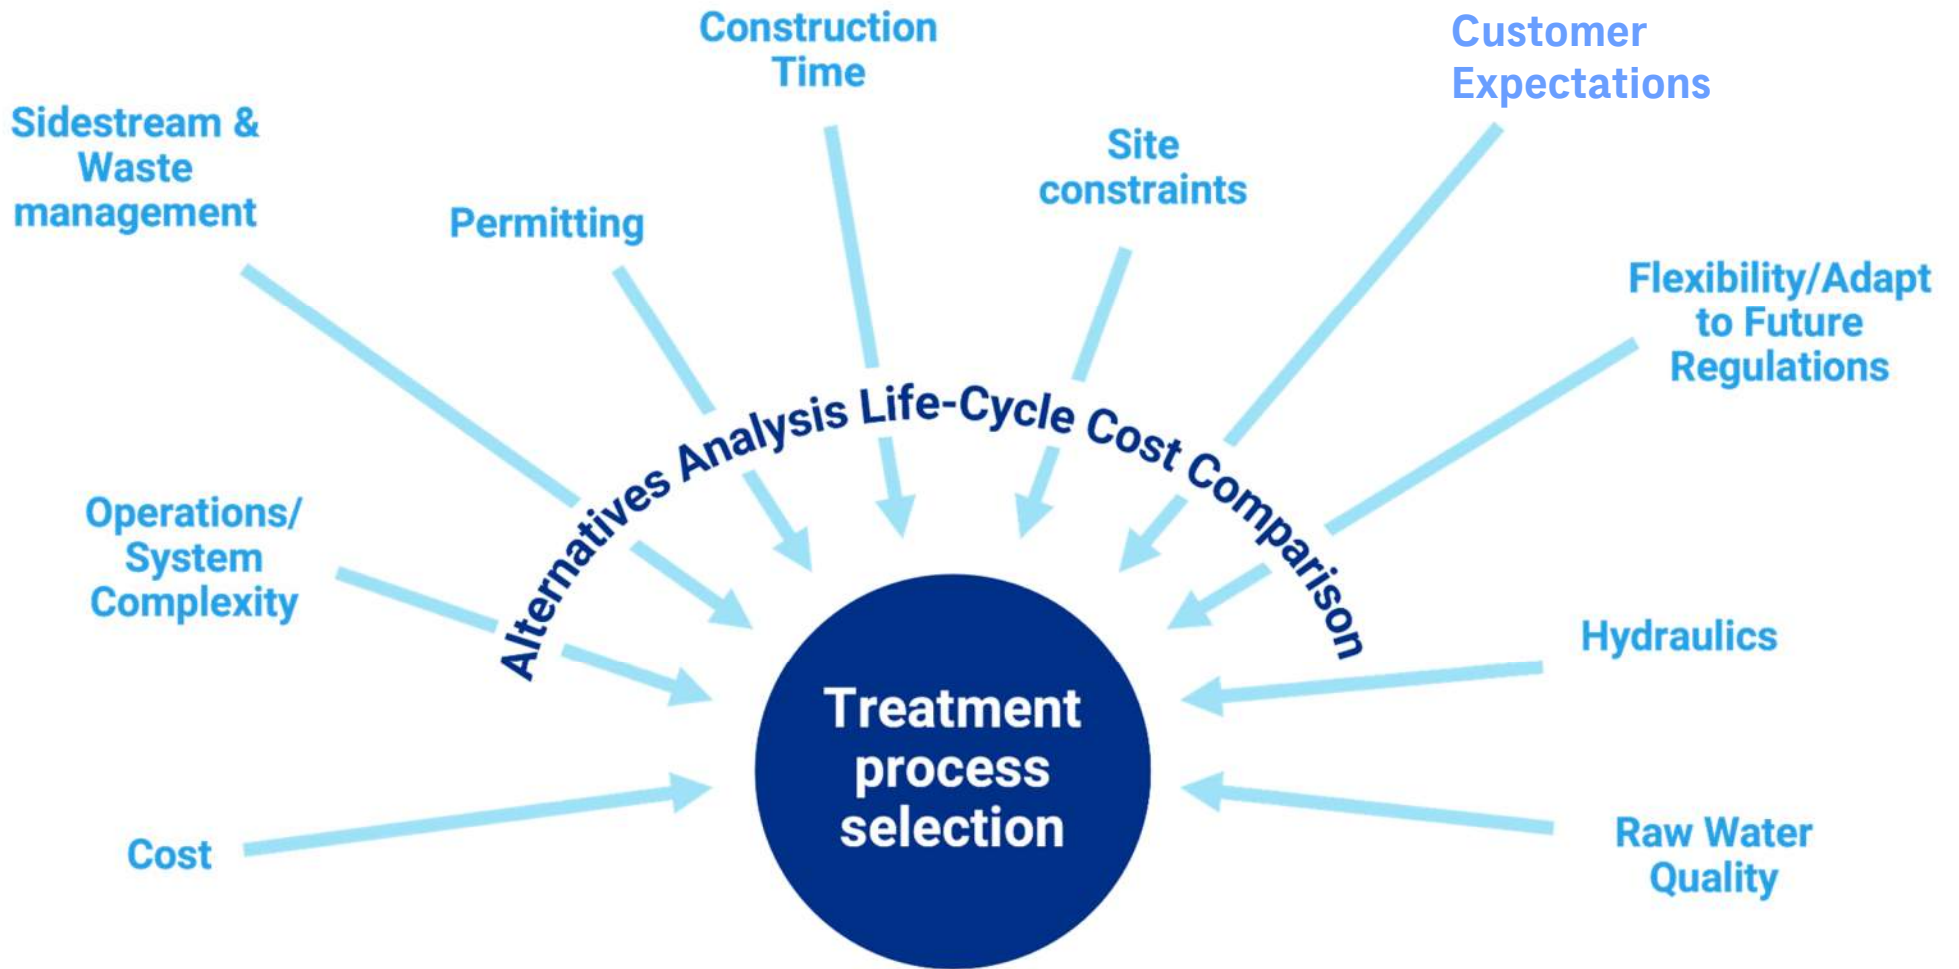 Construction
Time
Customer
Expectations
Sidestream &
Waste
management
Permitting
Site
constraints
Flexibility/Adapt
to Future
Regulations
Alternatives Analysis Life-Cycle Cost Comparison
Operations/
System
Complexity
Hydraulics
Treatment
process
selection
Cost
Raw Water
Quality